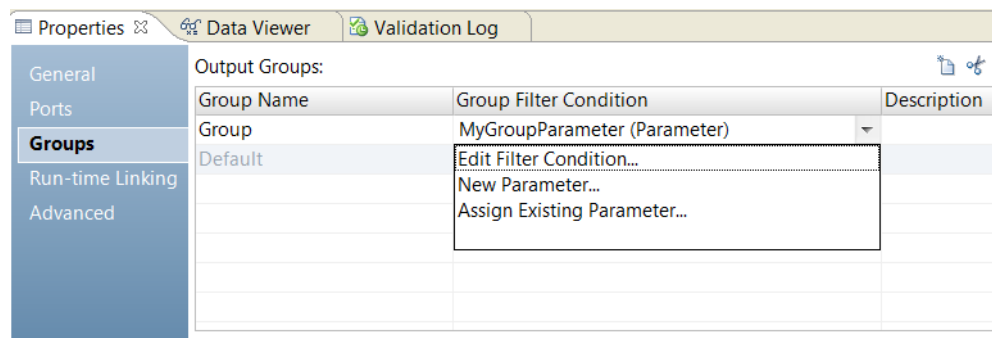 Properties Data Viewer Validation Log
Output Groups:
General
Ports
Groups
Run-time Linking
Advanced
Group Name Group Filter Condition Description
Group MyGroupParameter (Parameter)
Default
Edit Filter Condition...
New Parameter...
Assign Existing Parameter...